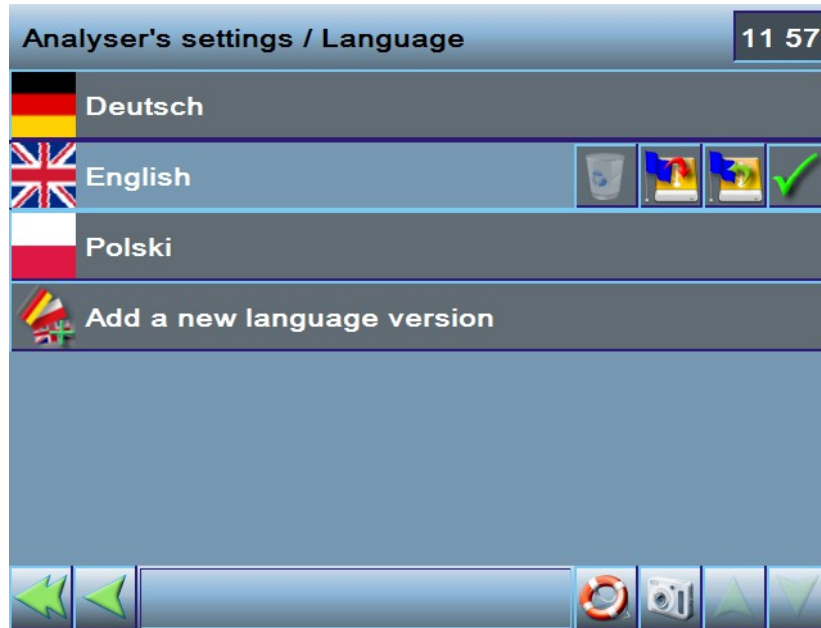 Analyser's settings / Language
11 57
Deutsch
English
Polski
Add a new language version